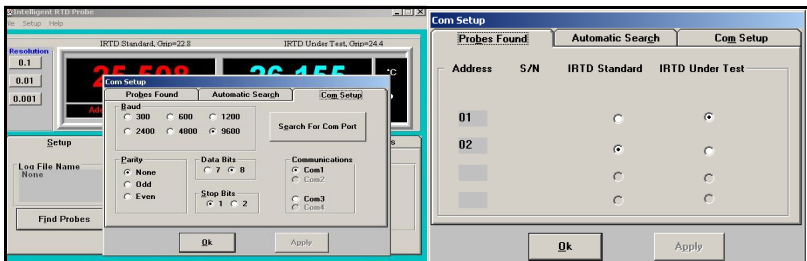 Intelligent RTD Probe
Setup Help
Resolution
0.1
0.01
0.001
IRTD Standard, Grip=22.8
IRTD Under Test, Grip=24.4
25.508
26.155
°C
Setup
Log File Name
None
Find Probes
Com Setup
Probes Found
Automatic Search
Com Setup
Baud
300 600 1200
2400 4800 9600
Search For Com Port
Parity
None
Odd
Even
Data Bits
7 8
Stop Bits
1 2
Communications
Com1
Com2
Com3
Com4
Ok
Apply
Com Setup
Probes Found
Automatic Search
Com Setup
Address S/N IRTD Standard IRTD Under Test
01
02
Ok
Apply